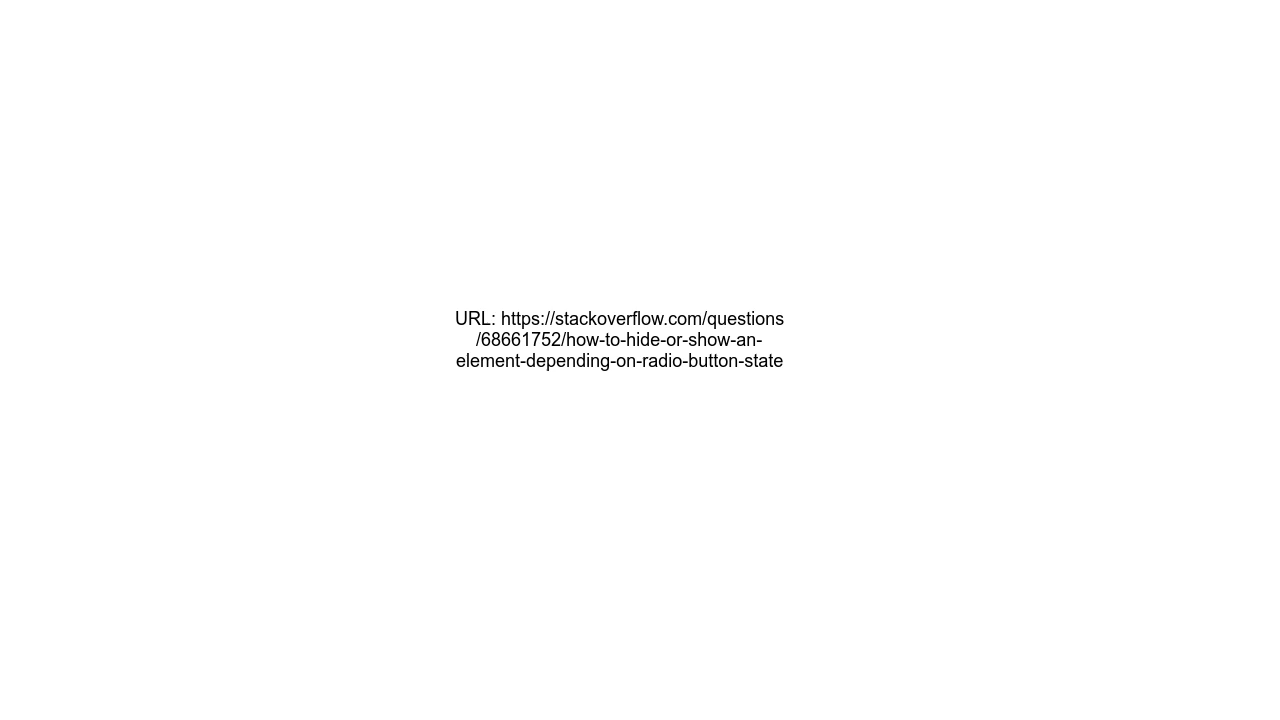 URL: https://stackoverflow.com/questions
/68661752/how-to-hide-or-show-an-
element-depending-on-radio-button-state